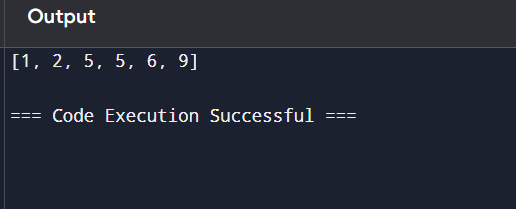 Output
[1, 2, 5, 5, 6, 9]
=== Code Execution Successful ===